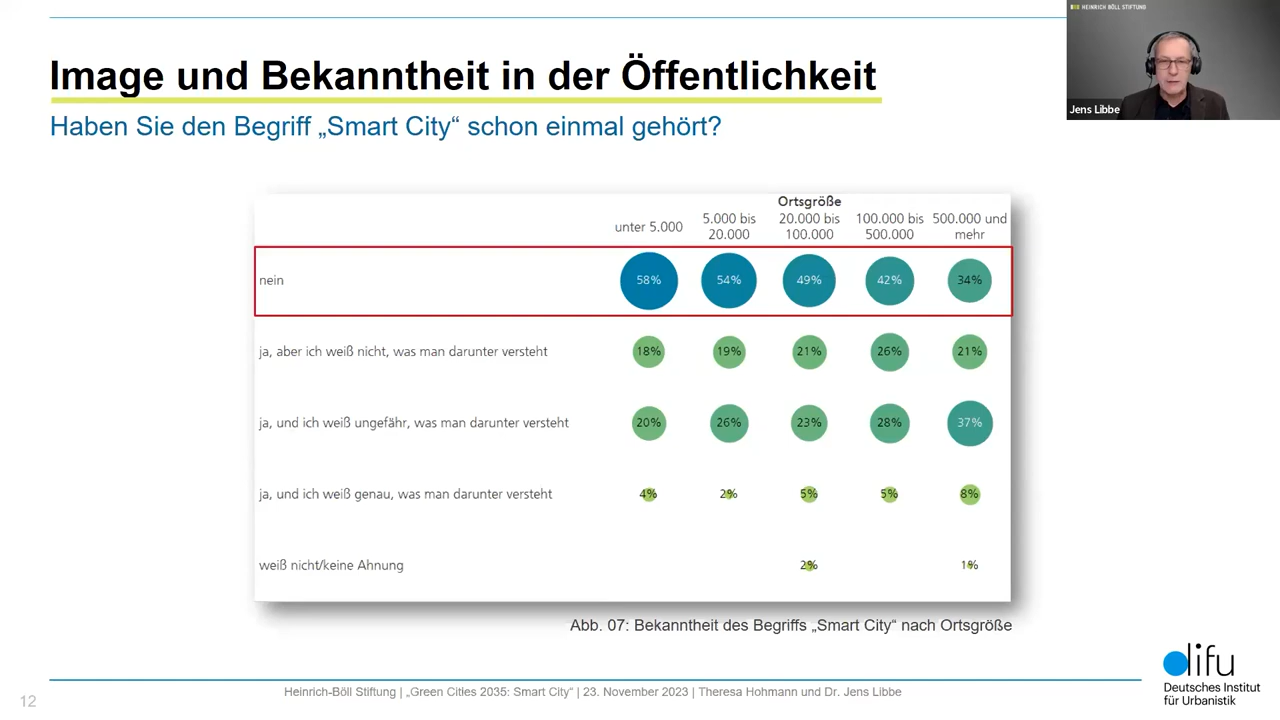 HEINRICH BÖLL STIFTUNG
Jens Libbe
Image und Bekanntheit in der Öffentlichkeit
Haben Sie den Begriff „Smart City“ schon einmal gehört?
Ortsgröße
unter 5.000
5.000 bis
20.000
20.000 bis
100.000
100.000 bis
500.000
500.000 und
mehr
nein 58% 54% 49% 42% 34%
ja, aber ich weiß nicht, was man darunter versteht 18% 19% 21% 26% 21%
ja, und ich weiß ungefähr, was man darunter versteht 20% 26% 23% 28% 37%
ja, und ich weiß genau, was man darunter versteht 4% 2% 5% 5% 8%
weiß nicht/keine Ahnung 2% 1%
Abb. 07: Bekanntheit des Begriffs „Smart City“ nach Ortsgröße
12
Heinrich-Böll Stiftung | „Green Cities 2035: Smart City“ | 23. November 2023 | Theresa Hohmann und Dr. Jens Libbe
difu
Deutsches Institut
für Urbanistik